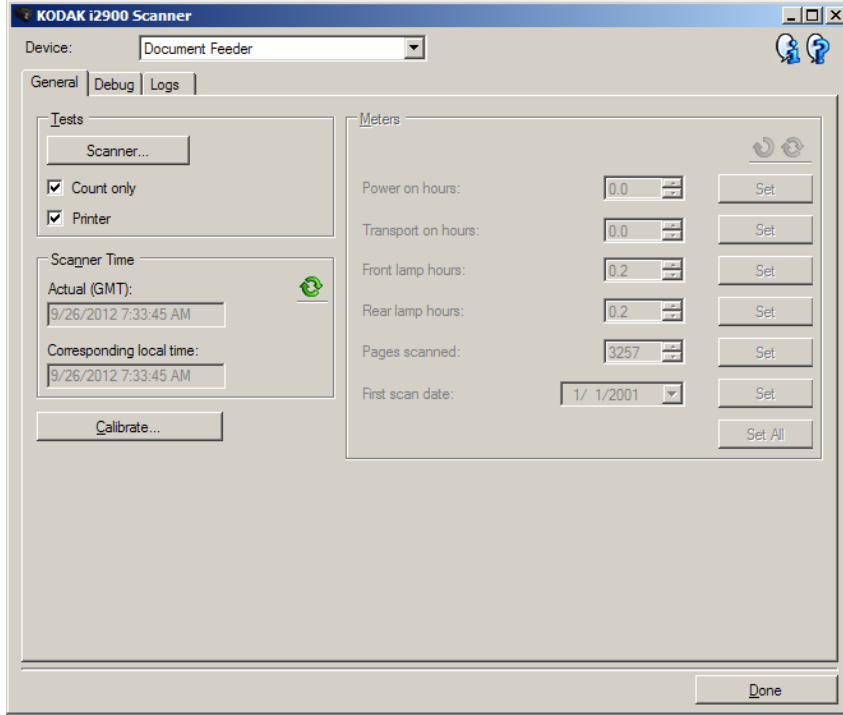 KODAK i2900 Scanner
Device: Document Feeder
General Debug Logs
Tests
Scanner...
Count only
Printer
Scanner Time
Actual (GMT):
9/26/2012 7:33:45 AM
Corresponding local time:
9/26/2012 7:33:45 AM
Calibrate...
Meters
Power on hours: 0.0 Set
Transport on hours: 0.0 Set
Front lamp hours: 0.2 Set
Rear lamp hours: 0.2 Set
Pages scanned: 3257 Set
First scan date: 1/ 1/2001 Set
Set All
Done